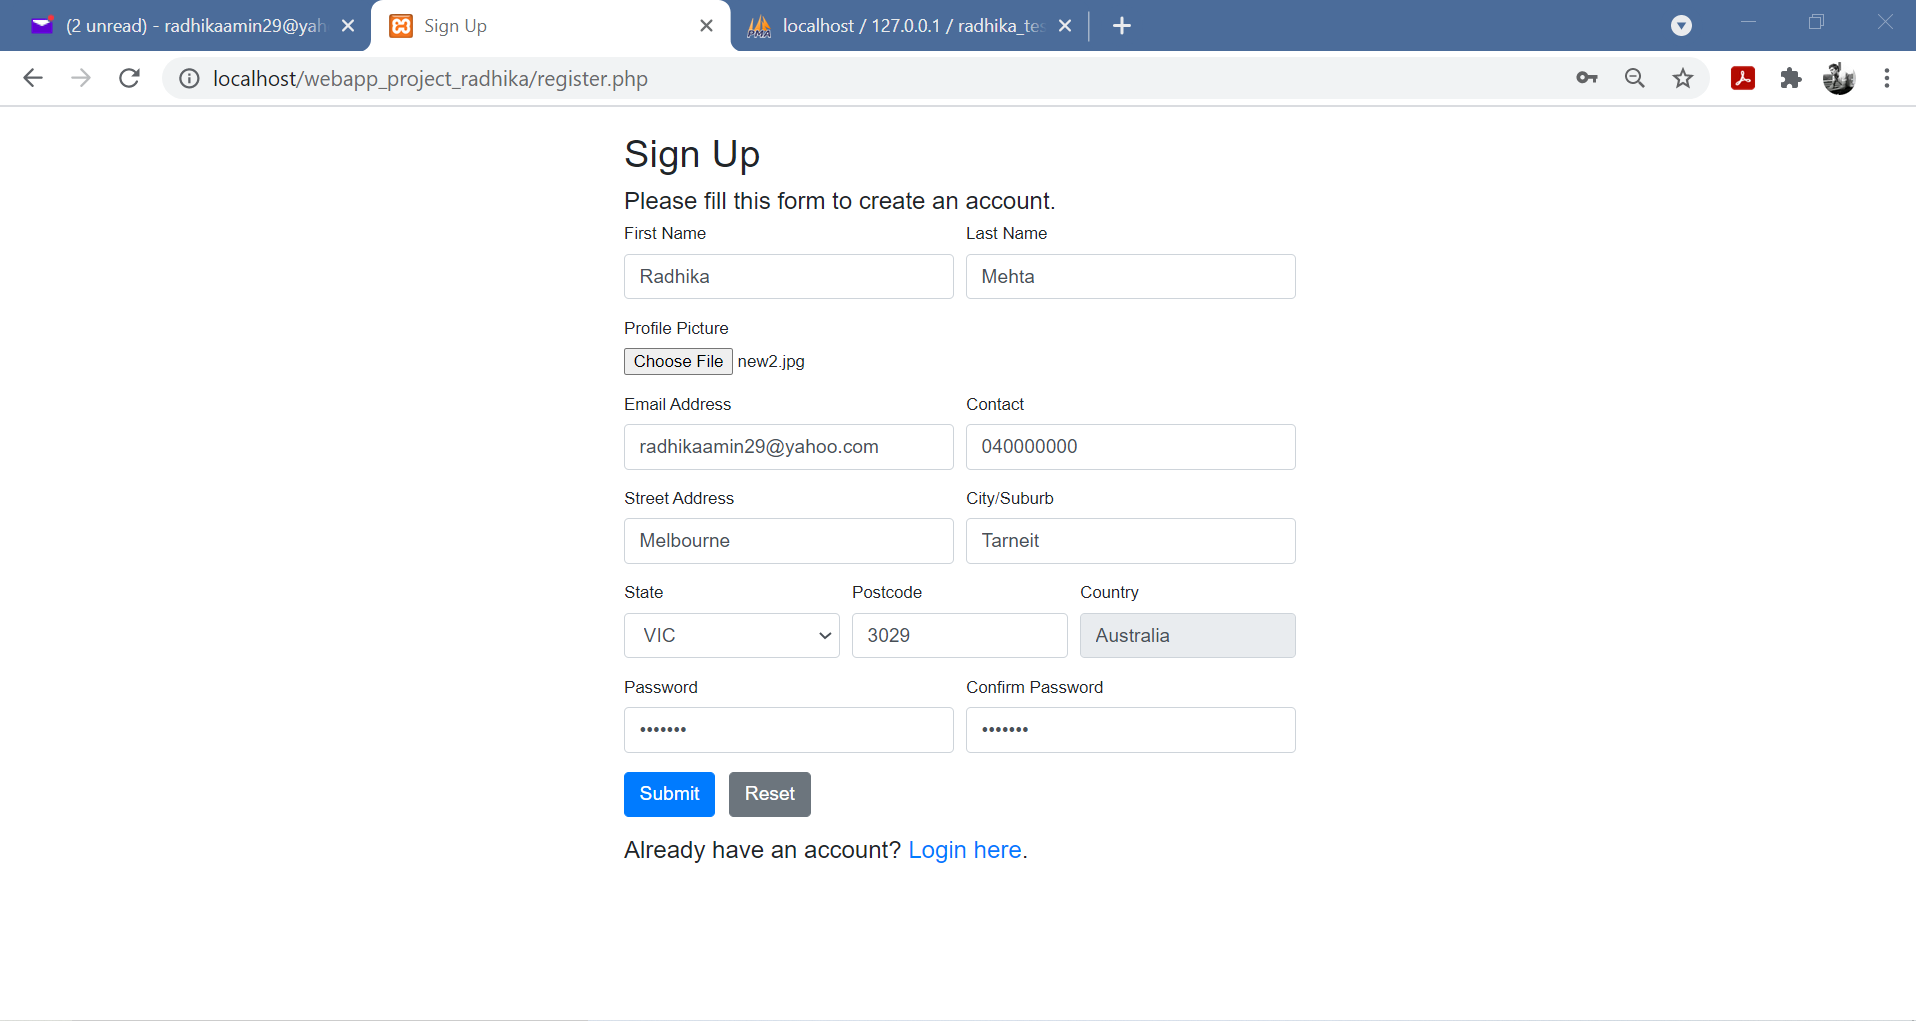 (2 unread) - radhikaamin29@yah
Sign Up
localhost / 127.0.0.1 / radhika_tes
localhost/webapp_project_radhika/register.php
Sign Up
Please fill this form to create an account.
First Name Last Name
Radhika Mehta
Profile Picture
Choose File new2.jpg
Email Address Contact
radhikaamin29@yahoo.com 040000000
Street Address City/Suburb
Melbourne Tarneit
State Postcode Country
VIC 3029 Australia
Password Confirm Password
••••••• •••••••
Submit Reset
Already have an account? Login here.